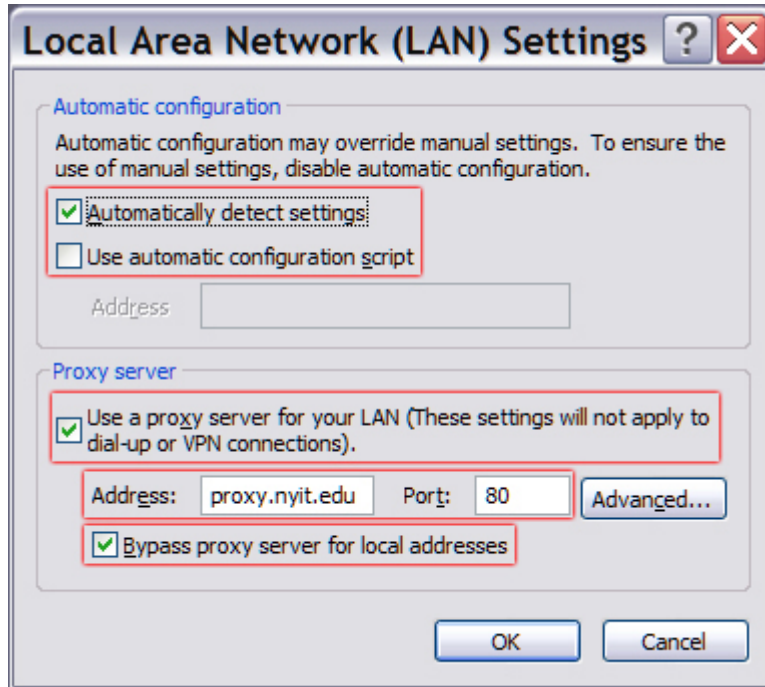 Local Area Network (LAN) Settings
Automatic configuration
Automatic configuration may override manual settings. To ensure the
use of manual settings, disable automatic configuration.
Automatically detect settings
Use automatic configuration script
Address
Proxy server
Use a proxy server for your LAN (These settings will not apply to
dial-up or VPN connections).
Address: proxy.nyit.edu Port: 80 Advanced...
Bypass proxy server for local addresses
OK Cancel